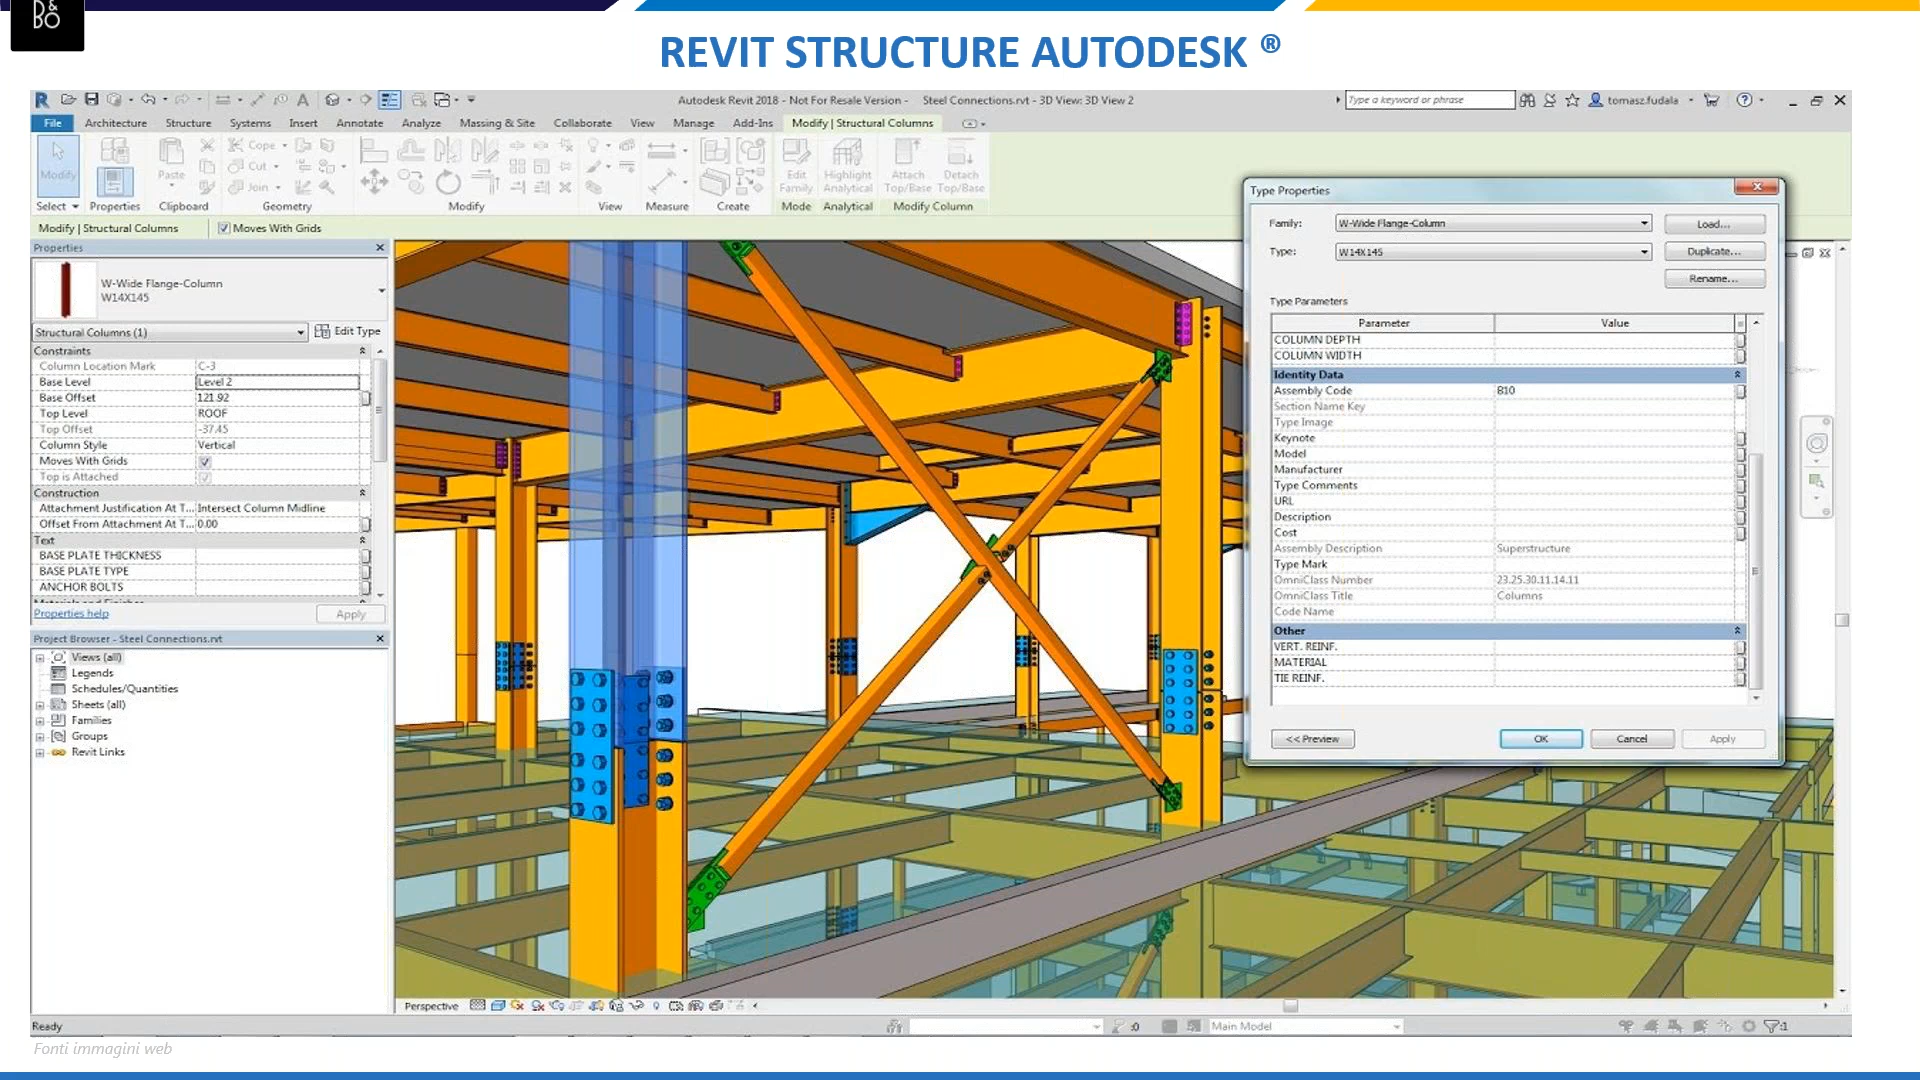 D&
BO
REVIT STRUCTURE AUTODESK ®
Autodesk Revit 2018 - Not For Resale Version - Steel Connections.rvt - 3D View: 3D View 2
Type a keyword or phrase
tomasz.fudala
File Architecture Structure Systems Insert Annotate Analyze Massing & Site Collaborate View Manage Add-Ins Modify | Structural Columns
Modify
Paste
Cope
Cut
Join
Edit Family
Highlight Analytical
Attach Top/Base
Detach Top/Base
Select Properties Clipboard Geometry Modify View Measure Create Mode Analytical Modify Column
Modify | Structural Columns Moves With Grids
Properties
W-Wide Flange-Column
W14X145
Structural Columns (1) Edit Type
Constraints
Column Location Mark C-3
Base Level Level 2
Base Offset 121.92
Top Level ROOF
Top Offset -37.45
Column Style Vertical
Moves With Grids
Top is Attached
Construction
Attachment Justification At T... Intersect Column Midline
Offset From Attachment At T... 0.00
Text
BASE PLATE THICKNESS
BASE PLATE TYPE
ANCHOR BOLTS
Properties help Apply
Project Browser - Steel Connections.rvt
Views (all)
Legends
Schedules/Quantities
Sheets (all)
Families
Groups
Revit Links
Type Properties
Family: W-Wide Flange-Column Load...
Type: W14X145 Duplicate...
Rename...
Type Parameters
Parameter Value
COLUMN DEPTH
COLUMN WIDTH
Identity Data
Assembly Code B10
Section Name Key
Type Image
Keynote
Model
Manufacturer
Type Comments
URL
Description
Cost
Assembly Description Superstructure
Type Mark
OmniClass Number 23.25.30.11.14.11
OmniClass Title Columns
Code Name
Other
VERT. REINF.
MATERIAL
TIE REINF.
<< Preview OK Cancel Apply
Perspective
Ready :0 Main Model :1
Fonti immagini web